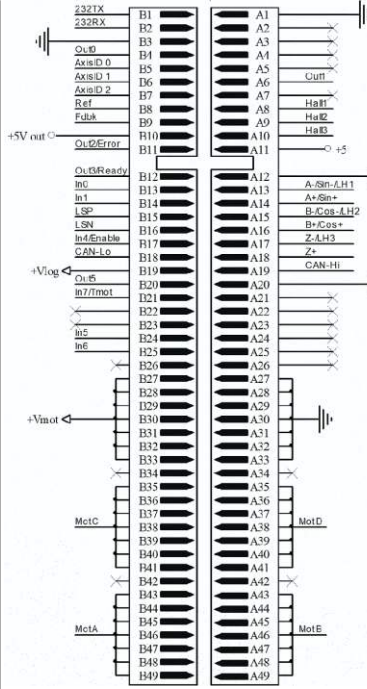 232TX B1 A1
232RX B2 A2
B3 A3
Out0 B4 A4
AxisID 0 B5 A5
AxisID 1 B6 A6 Out1
AxisID 2 B7 A7
Ref B8 A8 Hall1
Fdbk B9 A9 Hall2
+5V out B10 A10 Hall3
Out2/Error B11 A11 +5
Out3/Ready B12 A12
In0 B13 A13 A-/Sin-/LH1
In1 B14 A14 A+/Sin+
LSP B15 A15 B-/Cos-/LH2
LSN B16 A16 B+/Cos+
In4/Enable B17 A17 Z-/LH3
CAN-Lo B18 A18 Z+
+Vlog B19 A19 CAN-Hi
Out5 B20 A20
In7/Tmot B21 A21
B22 A22
B23 A23
In5 B24 A24
In6 B25 A25
B26 A26
B27 A27
B28 A28
B29 A29
+Vmot B30 A30
B31 A31
B32 A32
B33 A33
B34 A34
B35 A35
B36 A36
B37 A37
MotC B38 A38 MotD
B39 A39
B40 A40
B41 A41
B42 A42
B43 A43
B44 A44
B45 A45
MotA B46 A46 MotB
B47 A47
B48 A48
B49 A49